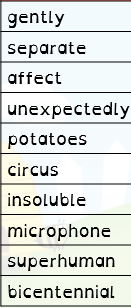 gently
separate
affect
unexpectedly
potatoes
circus
insoluble
microphone
superhuman
bicentennial